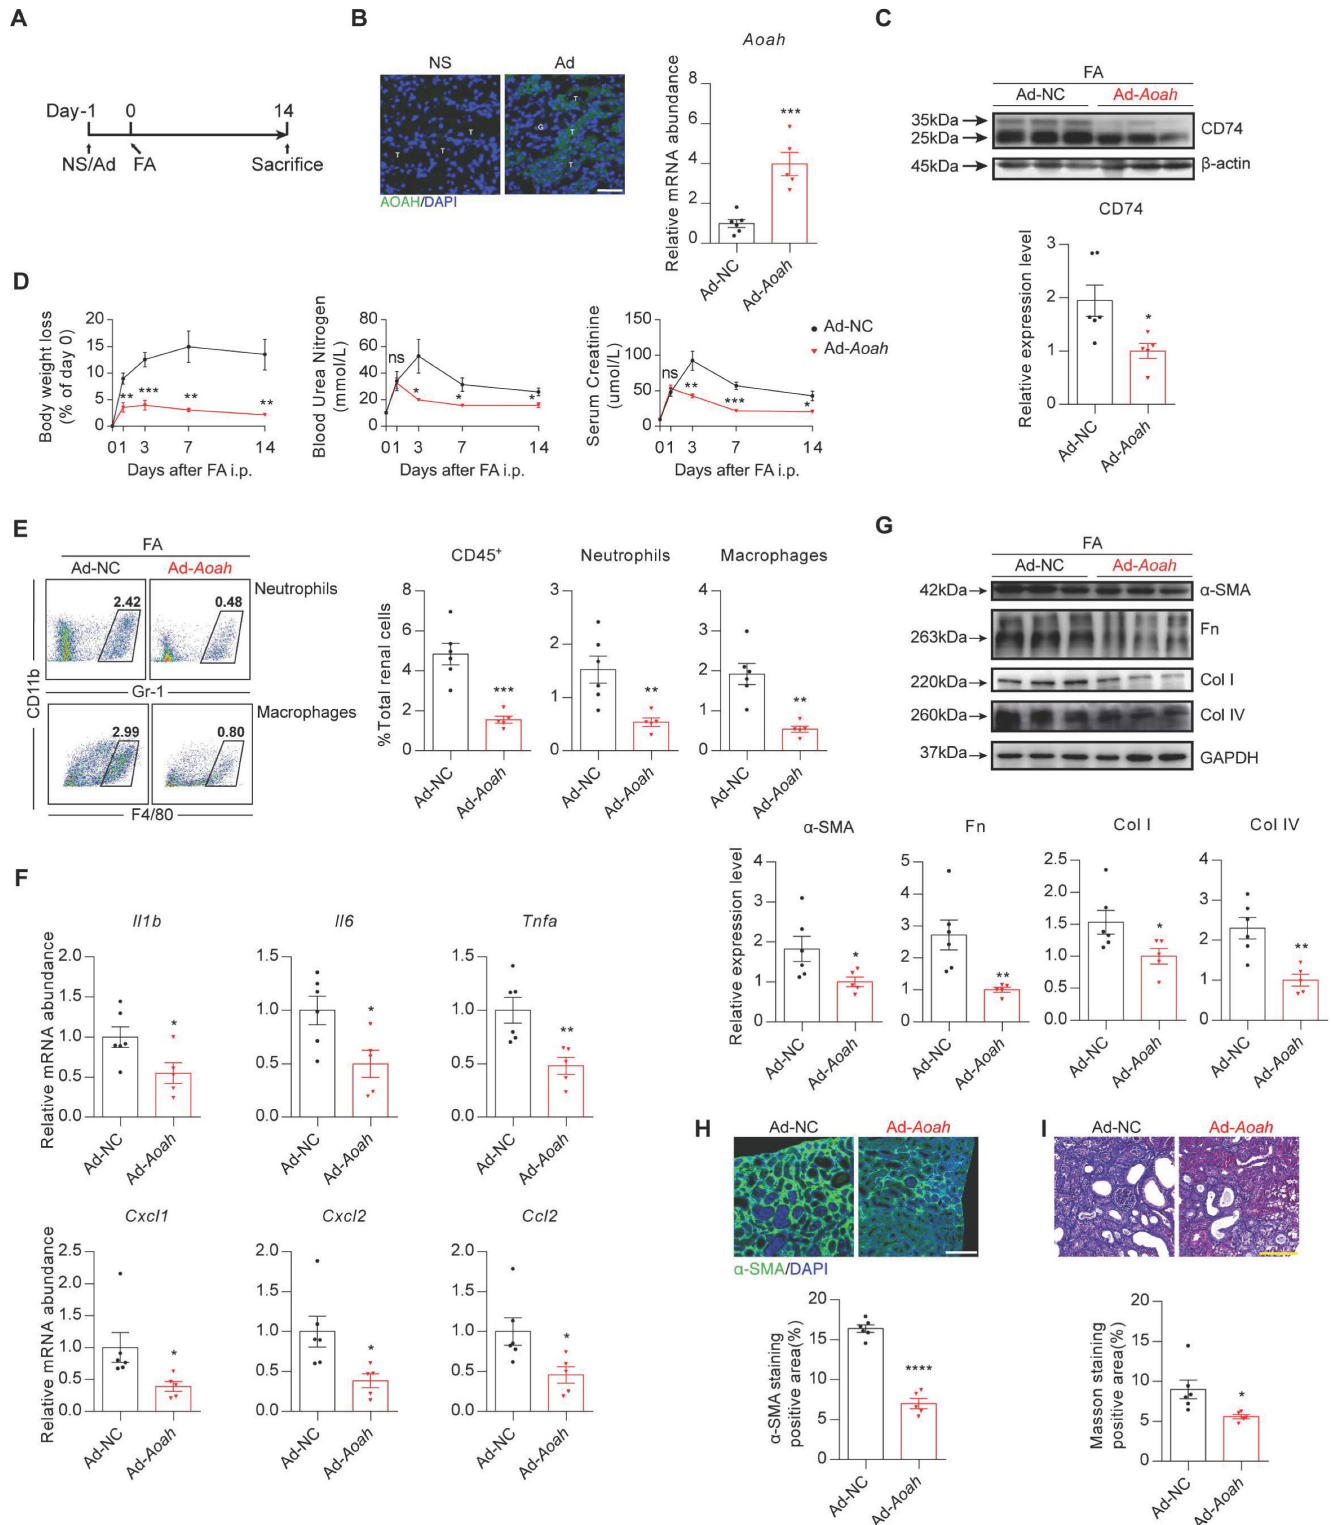 A
Day-1 0 14
NS/Ad FA Sacrifice
B
NS Ad
T T T T G T T
AOAH/DAPI
Aoah
Relative mRNA abundance
8
6
4
2
0
***
Ad-NC Ad-Aoah
C
FA
Ad-NC Ad-Aoah
35kDa
25kDa
CD74
45kDa
β-actin
CD74
Relative expression level
3
2
1
0
*
Ad-NC Ad-Aoah
D
Body weight loss
(% of day 0)
20
15
10
5
0
** *** ** **
0 1 3 7 14
Days after FA i.p.
Blood Urea Nitrogen
(mmol/L)
80
60
40
20
0
ns * * *
0 1 3 7 14
Days after FA i.p.
Serum Creatinine
(umol/L)
150
100
50
0
ns ** *** *
0 1 3 7 14
Days after FA i.p.
Ad-NC
Ad-Aoah
E
FA
Ad-NC Ad-Aoah
2.42 0.48
Neutrophils
Gr-1
CD11b
2.99 0.80
Macrophages
F4/80
CD45+
% Total renal cells
8
6
4
2
0
***
Ad-NC Ad-Aoah
Neutrophils
3
2
1
0
**
Ad-NC Ad-Aoah
Macrophages
4
3
2
1
0
**
Ad-NC Ad-Aoah
F
Il1b
Relative mRNA abundance
2.0
1.5
1.0
0.5
0.0
*
Ad-NC Ad-Aoah
Il6
1.5
1.0
0.5
0.0
*
Ad-NC Ad-Aoah
Tnfa
1.5
1.0
0.5
0.0
**
Ad-NC Ad-Aoah
Cxcl1
Relative mRNA abundance
2.5
2.0
1.5
1.0
0.5
0.0
*
Ad-NC Ad-Aoah
Cxcl2
2.0
1.5
1.0
0.5
0.0
*
Ad-NC Ad-Aoah
Ccl2
2.0
1.5
1.0
0.5
0.0
*
Ad-NC Ad-Aoah
G
FA
Ad-NC Ad-Aoah
42kDa α-SMA
263kDa Fn
220kDa Col I
260kDa Col IV
37kDa GAPDH
α-SMA
Relative expression level
4
3
2
1
0
*
Ad-NC Ad-Aoah
Fn
5
4
3
2
1
0
**
Ad-NC Ad-Aoah
Col I
2.5
2.0
1.5
1.0
0.5
0.0
*
Ad-NC Ad-Aoah
Col IV
4
3
2
1
0
**
Ad-NC Ad-Aoah
H
Ad-NC Ad-Aoah
α-SMA/DAPI
α-SMA staining
positive area(%)
20
15
10
5
0
****
Ad-NC Ad-Aoah
I
Ad-NC Ad-Aoah
Masson staining
positive area(%)
20
15
10
5
0
*
Ad-NC Ad-Aoah